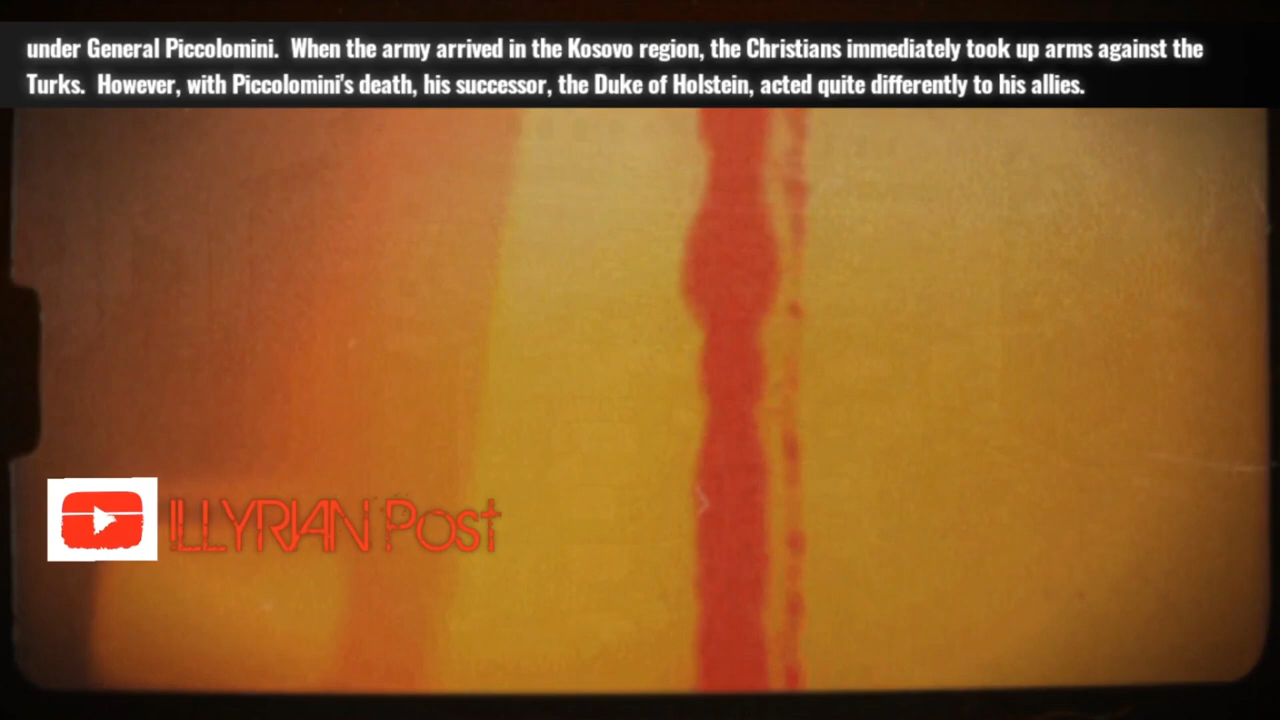 under General Piccolomini.  When the army arrived in the Kosovo region, the Christians immediately took up arms against the
Turks.  However, with Piccolomini's death, his successor, the Duke of Holstein, acted quite differently to his allies.
ILLYRIAN Post